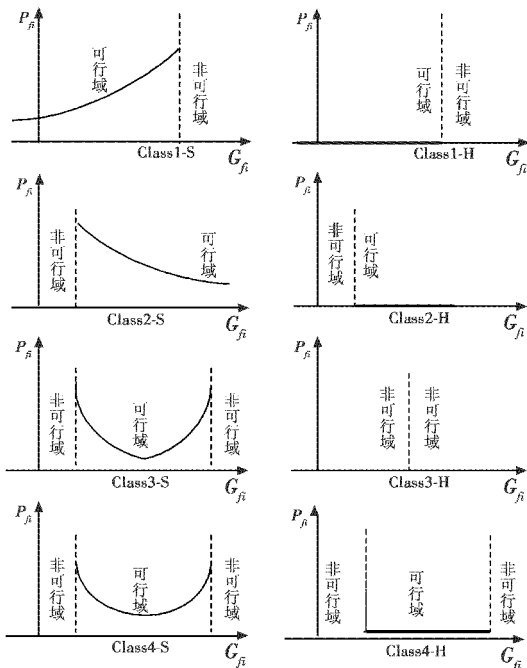 P_fi
可行域
非可行域
Class1-S
G_fi
P_fi
可行域
非可行域
Class1-H
G_fi
P_fi
非可行域
可行域
Class2-S
G_fi
P_fi
非可行域
可行域
Class2-H
G_fi
P_fi
非可行域
可行域
非可行域
Class3-S
G_fi
P_fi
非可行域
非可行域
Class3-H
G_fi
P_fi
非可行域
可行域
非可行域
Class4-S
G_fi
P_fi
非可行域
可行域
非可行域
Class4-H
G_fi